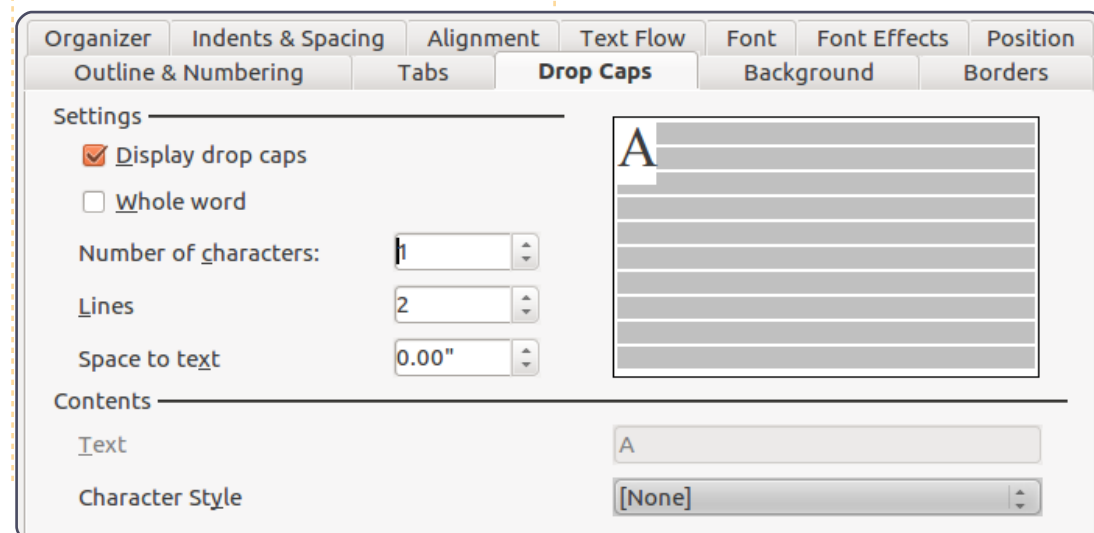 Organizer Indents & Spacing Alignment Text Flow Font Font Effects Position
Outline & Numbering Tabs Drop Caps Background Borders
Settings
Display drop caps
A
Whole word
Number of characters: 1
Lines 2
Space to text 0.00"
Contents
Text A
Character Style [None]